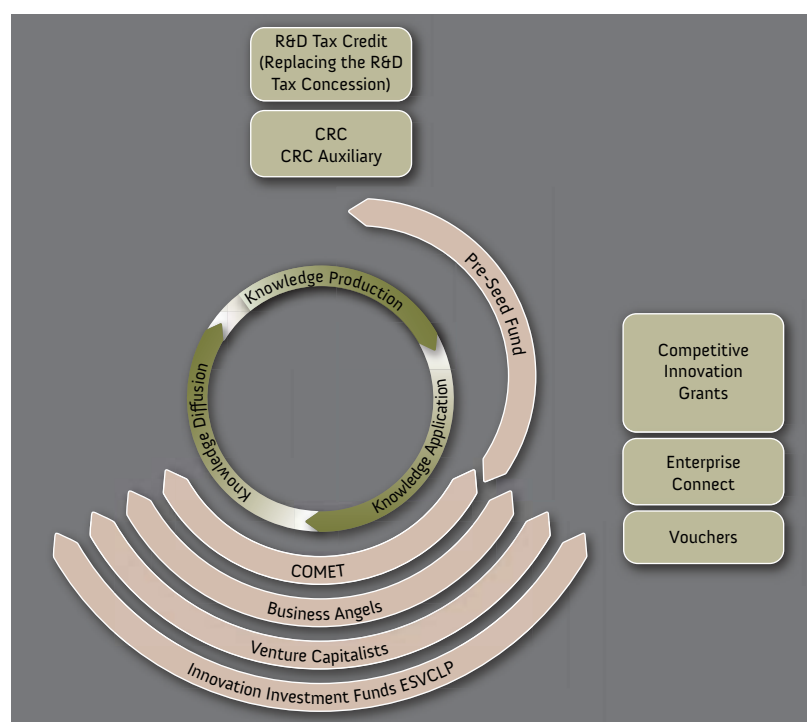 R&D Tax Credit
(Replacing the R&D
Tax Concession)
CRC
CRC Auxiliary
Pre-Seed Fund
Knowledge Production
Knowledge Diffusion
Knowledge Application
Competitive
Innovation
Grants
Enterprise
Connect
Vouchers
COMET
Business Angels
Venture Capitalists
Innovation Investment Funds ESVCLP